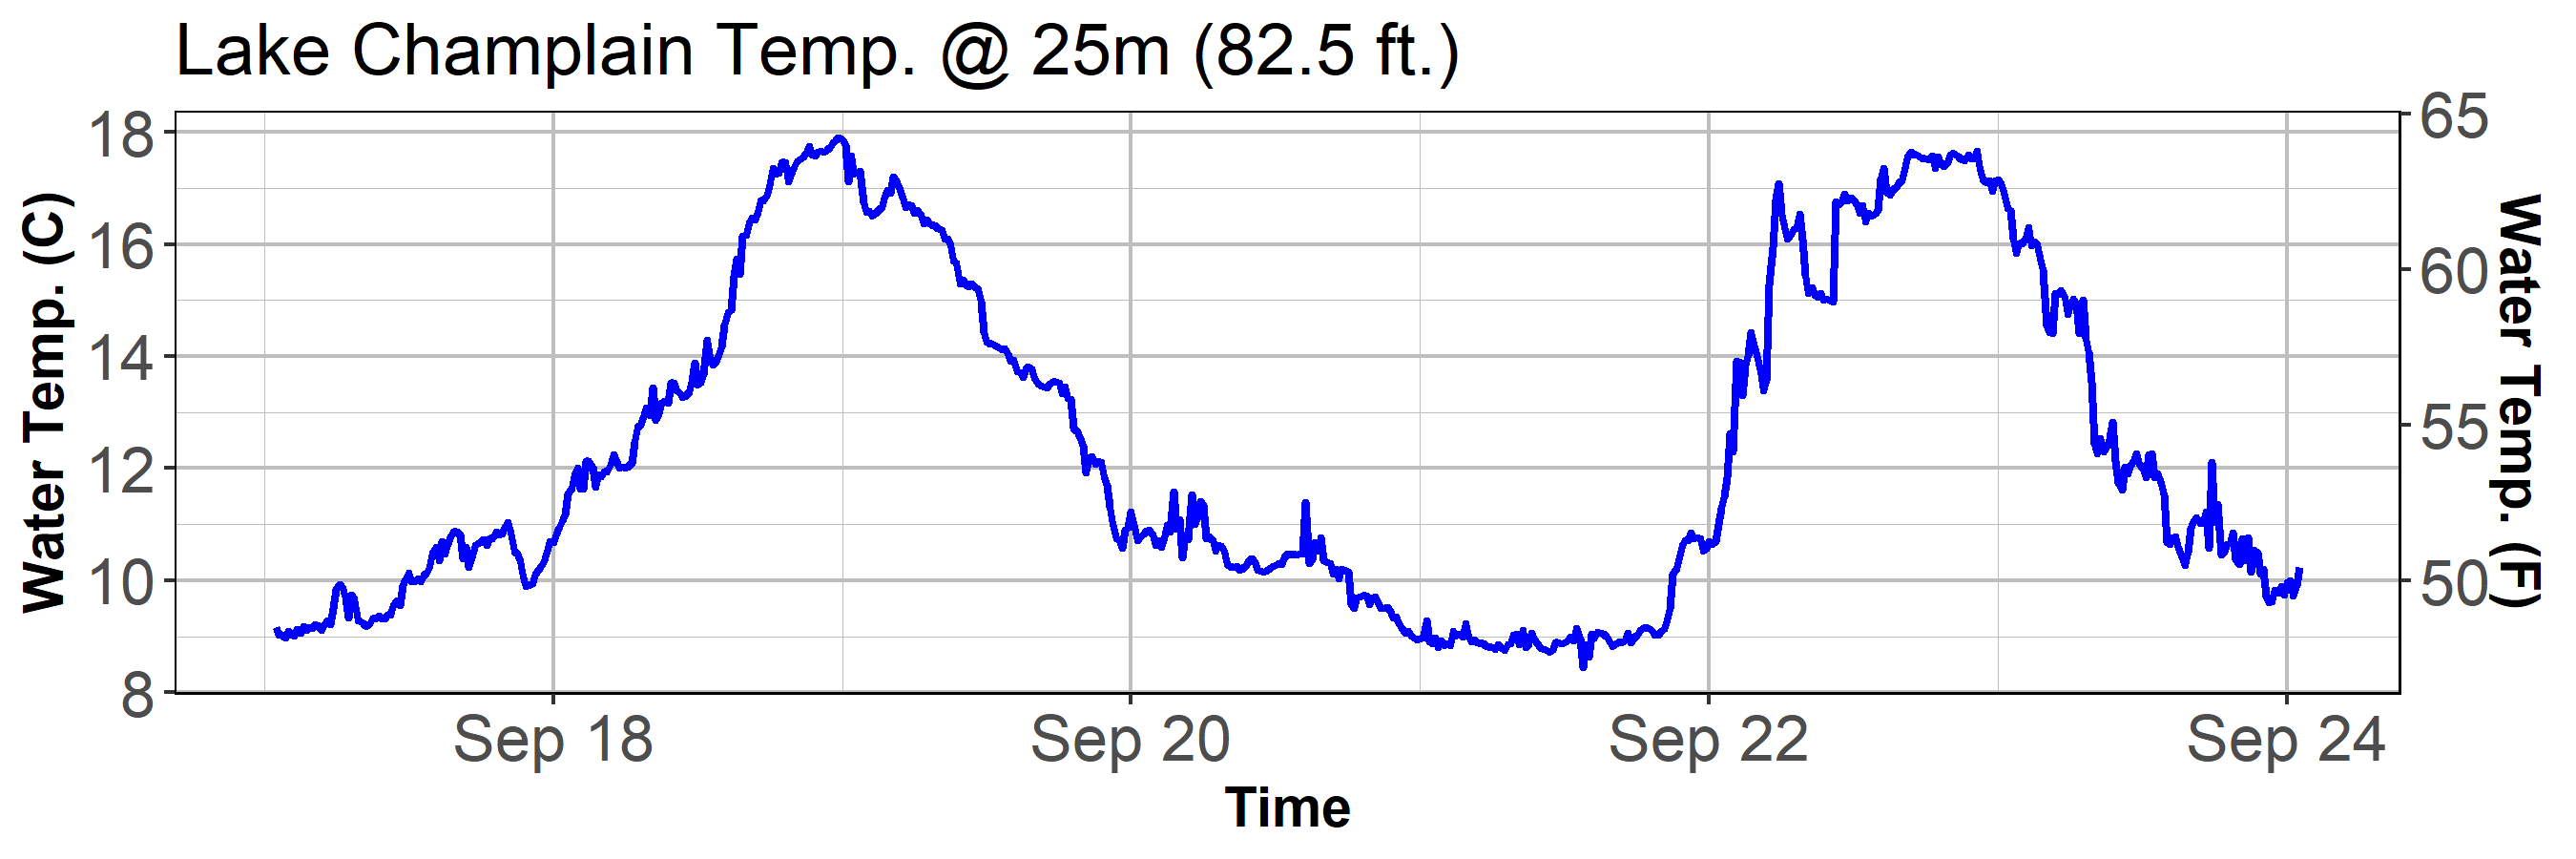 Lake Champlain Temp. @ 25m (82.5 ft.)
Water Temp. (C)
18
16
14
12
10
8
65
60
55
50
Water Temp. (F)
Sep 18
Sep 20
Sep 22
Sep 24
Time